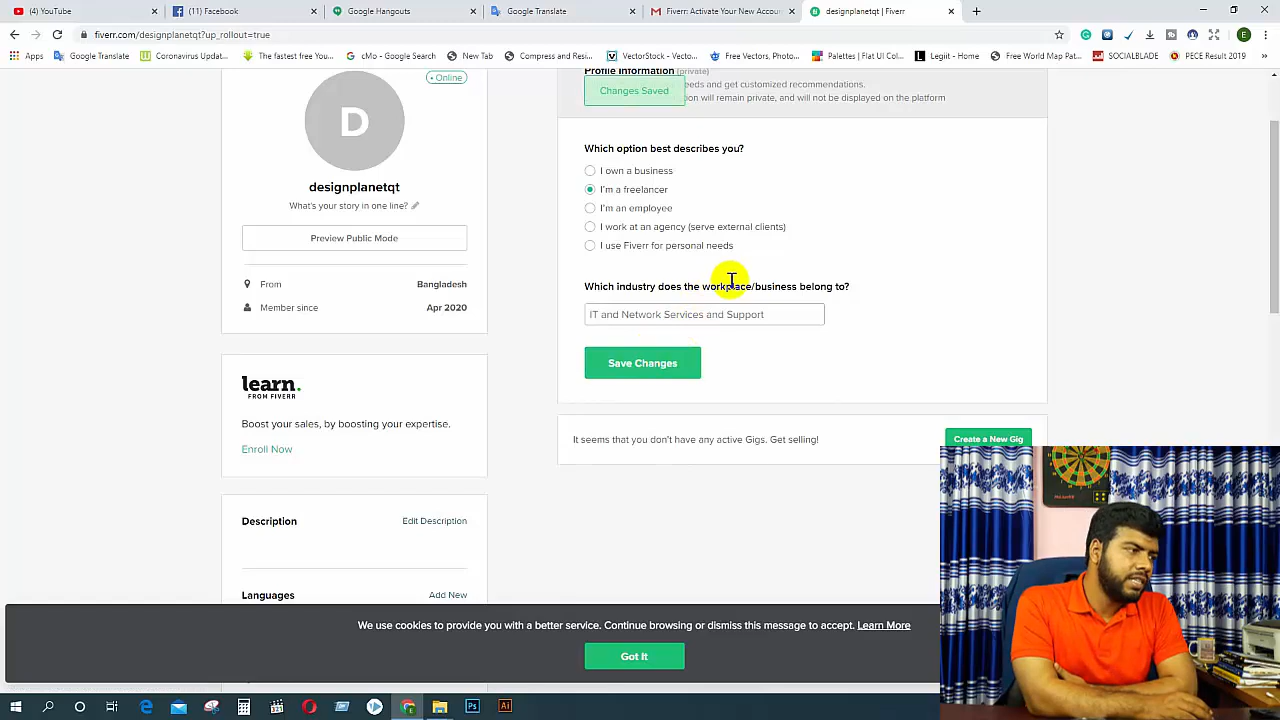 (4) YouTube
(11) Facebook
Google Hangouts
Google Translate
Fiverr: Activate Your New Accou
designplanetqt | Fiverr
fiverr.com/designplanetqt?up_rollout=true
Apps
Google Translate
The fastest free You...
cMo - Google Search
New Tab
Compress and Resi...
VectorStock - Vecto...
Free Vectors, Photo...
Palettes | Flat UI Col...
Legiit - Home
Free World Map Pat...
SOCIALBLADE
PECE Result 2019
Online
D
designplanetqt
What's your story in one line?
Preview Public Mode
From Bangladesh
Member since Apr 2020
learn.
FROM FIVERR
Boost your sales, by boosting your expertise.
Enroll Now
Description Edit Description
Languages Add New
Profile Information (private)
Changes Saved
eeds and get customized recommendations.
ion will remain private, and will not be displayed on the platform
Which option best describes you?
I own a business
I'm a freelancer
I'm an employee
I work at an agency (serve external clients)
I use Fiverr for personal needs
Which industry does the workplace/business belong to?
IT and Network Services and Support
Save Changes
It seems that you don't have any active Gigs. Get selling!
Create a New Gig
We use cookies to provide you with a better service. Continue browsing or dismiss this message to accept. Learn More
Got It
Ps
Ai